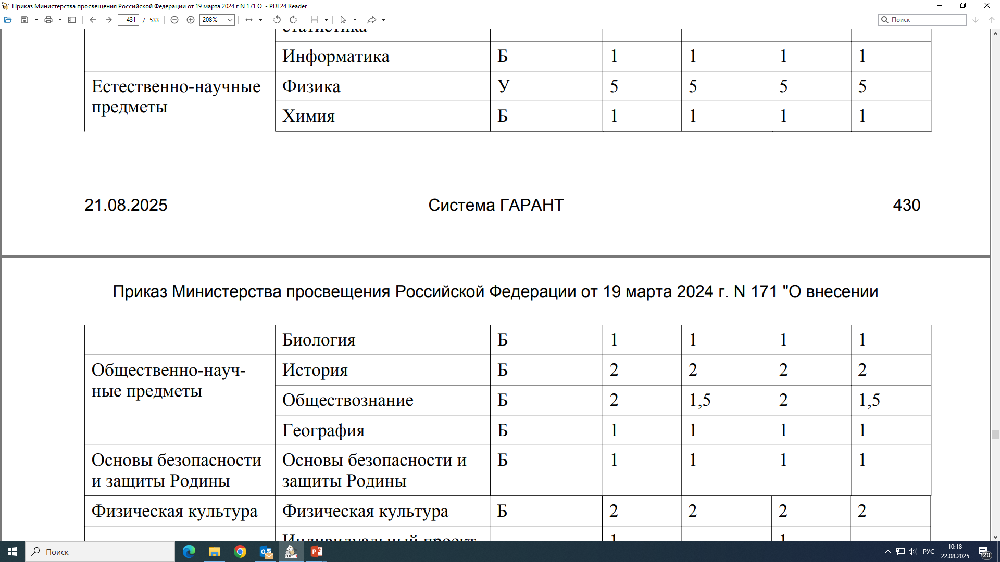 Приказ Министерства просвещения Российской Федерации от 19 марта 2024 г N 171 О - PDF24 Reader
431 / 533 208% Поиск
статистика
Информатика Б 1 1 1 1
Естественно-научные предметы Физика У 5 5 5 5
Химия Б 1 1 1 1
21.08.2025 Система ГАРАНТ 430
Приказ Министерства просвещения Российской Федерации от 19 марта 2024 г. N 171 "О внесении
Биология Б 1 1 1 1
Общественно-науч-
ные предметы
История Б 2 2 2 2
Обществознание Б 2 1,5 2 1,5
География Б 1 1 1 1
Основы безопасности
и защиты Родины
Основы безопасности и
защиты Родины
Б 1 1 1 1
Физическая культура Физическая культура Б 2 2 2 2
Индивидуальный проект 1 1
Поиск
РУС 10:18
22.08.2025
20